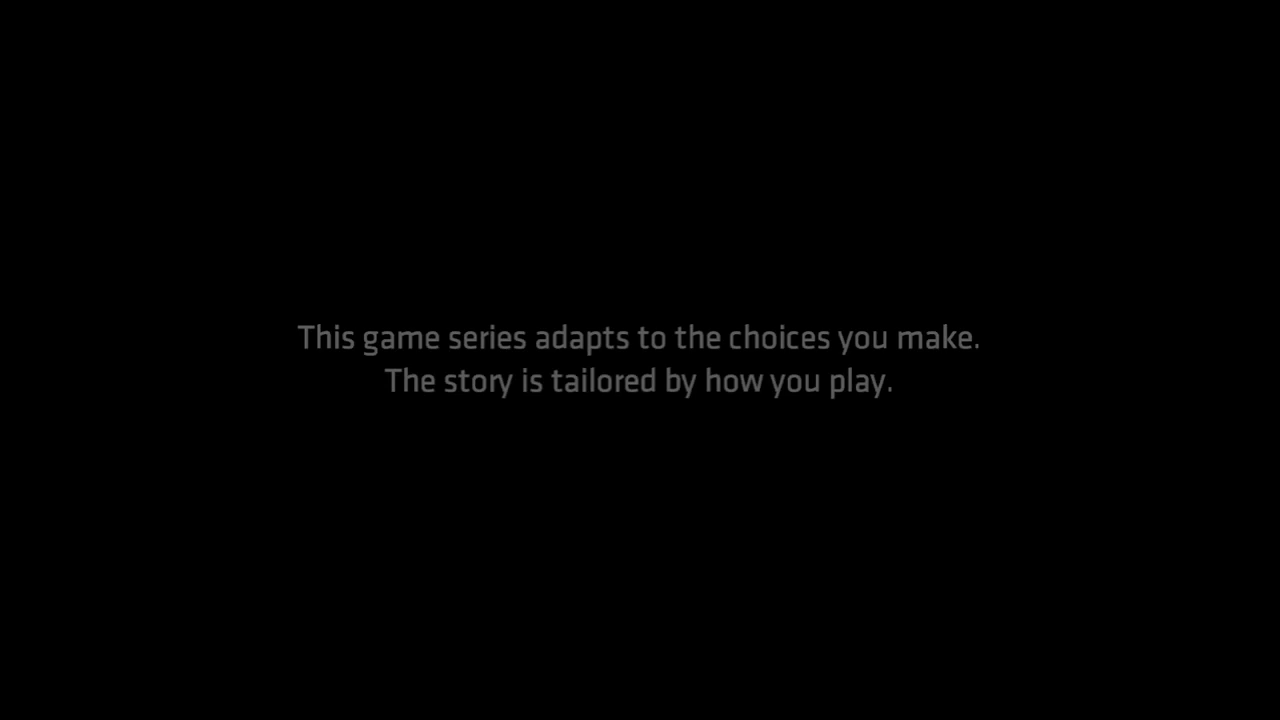 This game series adapts to the choices you make.
The story is tailored by how you play.